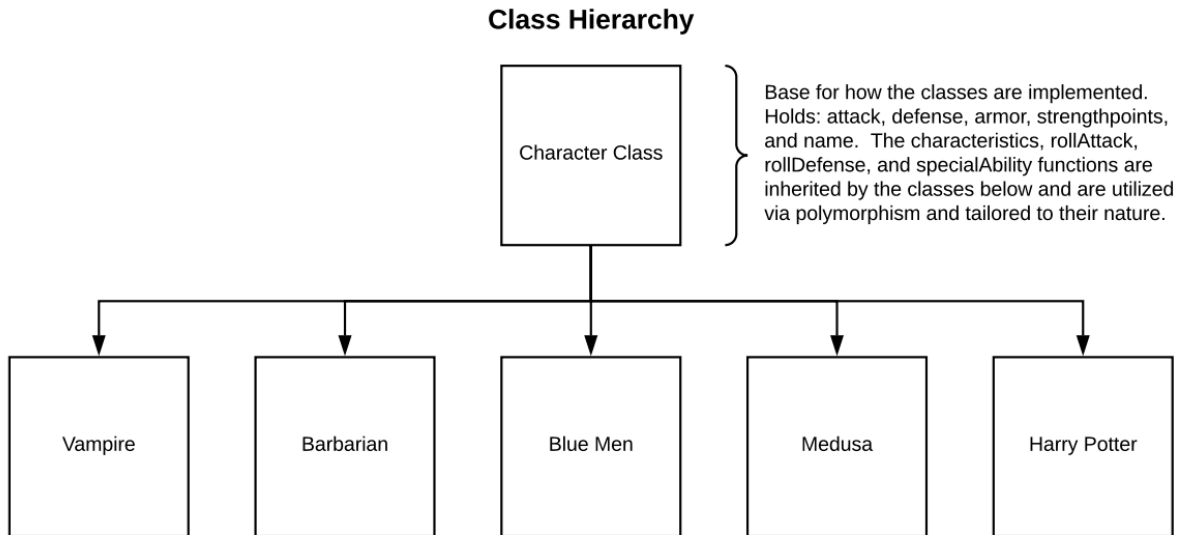 Class Hierarchy
Character Class
Base for how the classes are implemented.
Holds: attack, defense, armor, strengthpoints,
and name.  The characteristics, rollAttack,
rollDefense, and specialAbility functions are
inherited by the classes below and are utilized
via polymorphism and tailored to their nature.
Vampire
Barbarian
Blue Men
Medusa
Harry Potter